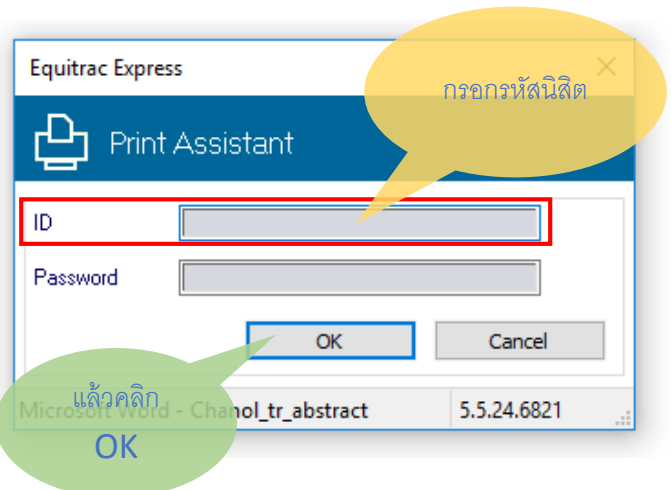 Equitrac Express
กรอกรหัสนิสิต
Print Assistant
ID
Password
OK
Cancel
แล้วคลิก
OK
Microsoft Word - Chanol_tr_abstract
5.5.24.6821